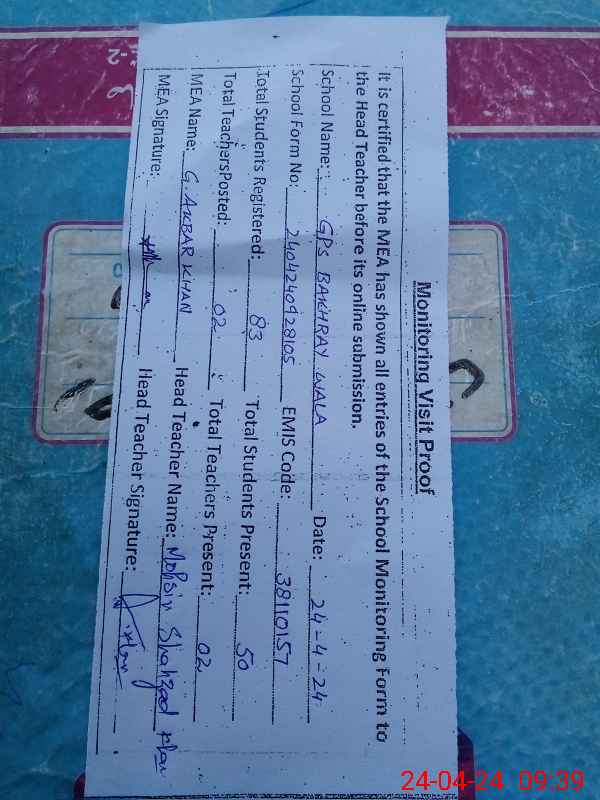 Monitoring Visit Proof
It is certified that the MEA has shown all entries of the School Monitoring Form to
the Head Teacher before its online submission.
School Name: GPS BAKHRAY WALA Date: 24-4-24
School Form No: 2404240928105 EMIS Code: 38110157
Total Students Registered: 83 Total Students Present: 50
Total TeachersPosted: 02 Total Teachers Present: 02
MEA Name: G. AKBAR KHAN Head Teacher Name: Mohsin Shahzad Khan
MEA Signature: Head Teacher Signature:
24-04-24 09:39